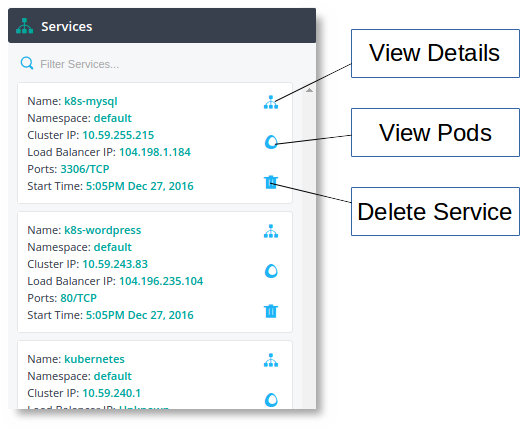 Services
Filter Services...
Name: k8s-mysql
Namespace: default
Cluster IP: 10.59.255.215
Load Balancer IP: 104.198.1.184
Ports: 3306/TCP
Start Time: 5:05PM Dec 27, 2016
Name: k8s-wordpress
Namespace: default
Cluster IP: 10.59.243.83
Load Balancer IP: 104.196.235.104
Ports: 80/TCP
Start Time: 5:05PM Dec 27, 2016
Name: kubernetes
Namespace: default
Cluster IP: 10.59.240.1
Load Balancer IP: Unknown
View Details
View Pods
Delete Service